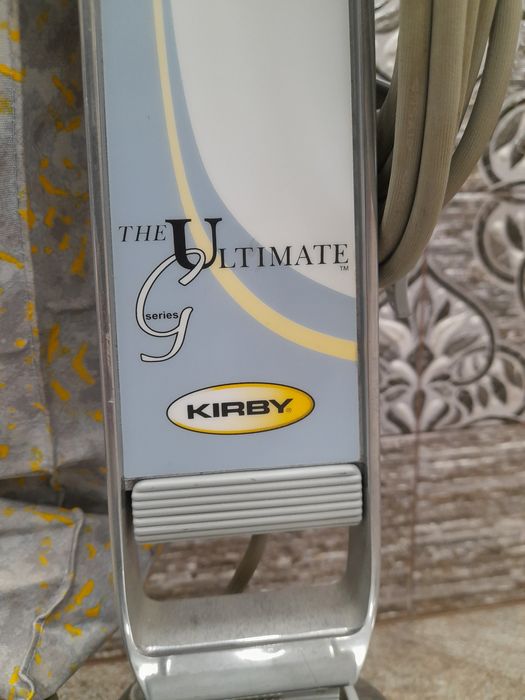 THE ULTIMATE™
G series
KIRBY®